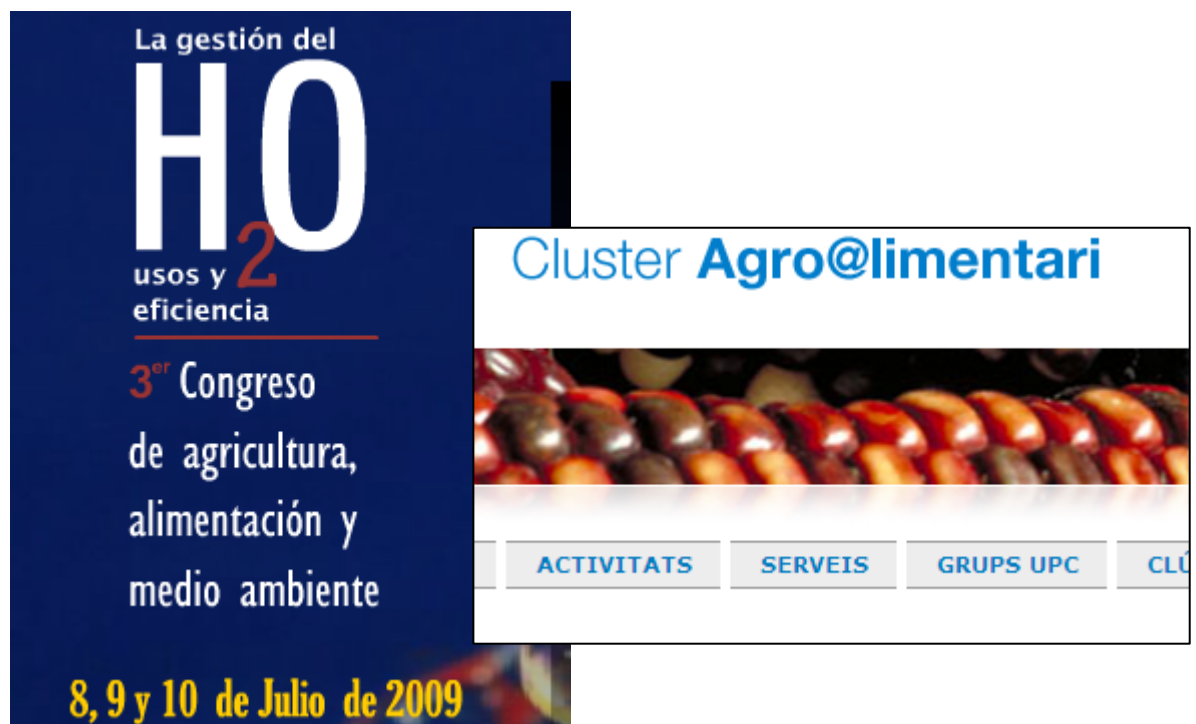 La gestión del
H2O
usos y
eficiencia
3er Congreso
de agricultura,
alimentación y
medio ambiente
8, 9 y 10 de Julio de 2009
Cluster Agro@limentari
ACTIVITATS SERVEIS GRUPS UPC